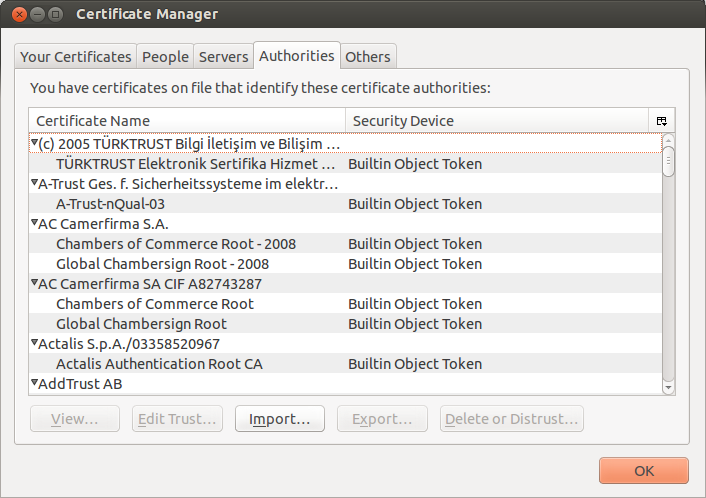 Certificate Manager
Your Certificates People Servers Authorities Others
You have certificates on file that identify these certificate authorities:
Certificate Name Security Device
(c) 2005 TÜRKTRUST Bilgi İletişim ve Bilişim ...
TÜRKTRUST Elektronik Sertifika Hizmet ... Builtin Object Token
A-Trust Ges. f. Sicherheitssysteme im elektr...
A-Trust-nQual-03 Builtin Object Token
AC Camerfirma S.A.
Chambers of Commerce Root - 2008 Builtin Object Token
Global Chambersign Root - 2008 Builtin Object Token
AC Camerfirma SA CIF A82743287
Chambers of Commerce Root Builtin Object Token
Global Chambersign Root Builtin Object Token
Actalis S.p.A./03358520967
Actalis Authentication Root CA Builtin Object Token
AddTrust AB
View... Edit Trust... Import... Export... Delete or Distrust...
OK